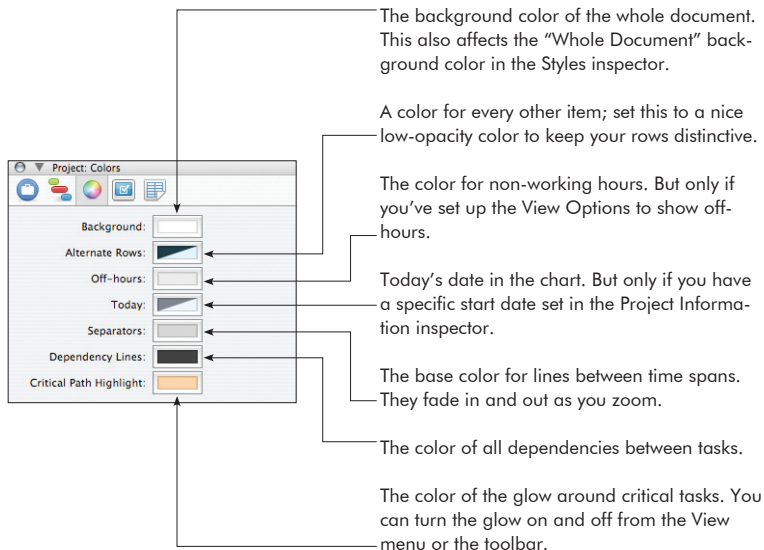 The background color of the whole document.
This also affects the “Whole Document” back-
ground color in the Styles inspector.
A color for every other item; set this to a nice
low-opacity color to keep your rows distinctive.
The color for non-working hours. But only if
you’ve set up the View Options to show off-
hours.
Today’s date in the chart. But only if you have
a specific start date set in the Project Informa-
tion inspector.
The base color for lines between time spans.
They fade in and out as you zoom.
The color of all dependencies between tasks.
The color of the glow around critical tasks. You
can turn the glow on and off from the View
menu or the toolbar.
Project: Colors
Background:
Alternate Rows:
Off-hours:
Today:
Separators:
Dependency Lines:
Critical Path Highlight: